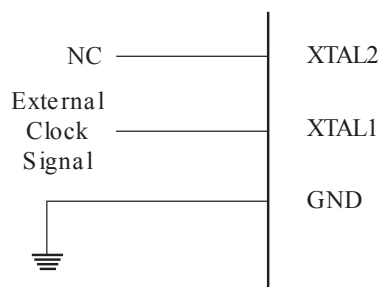 NC
XTAL2
External
Clock
Signal
XTAL1
GND